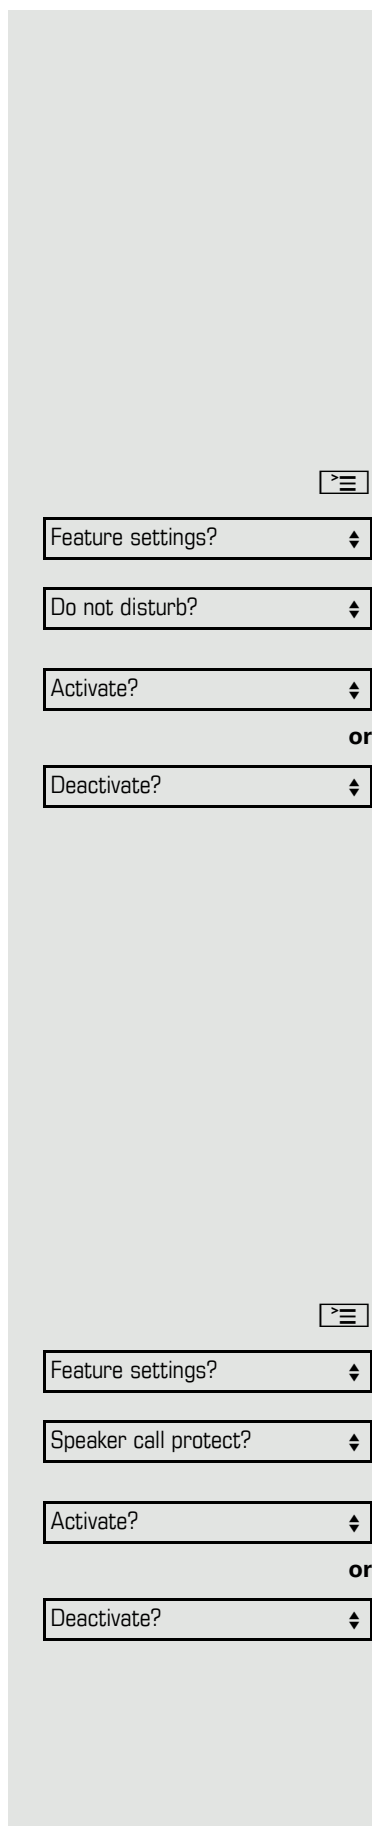 Feature settings?
Do not disturb?
Activate?
or
Deactivate?
Feature settings?
Speaker call protect?
Activate?
or
Deactivate?